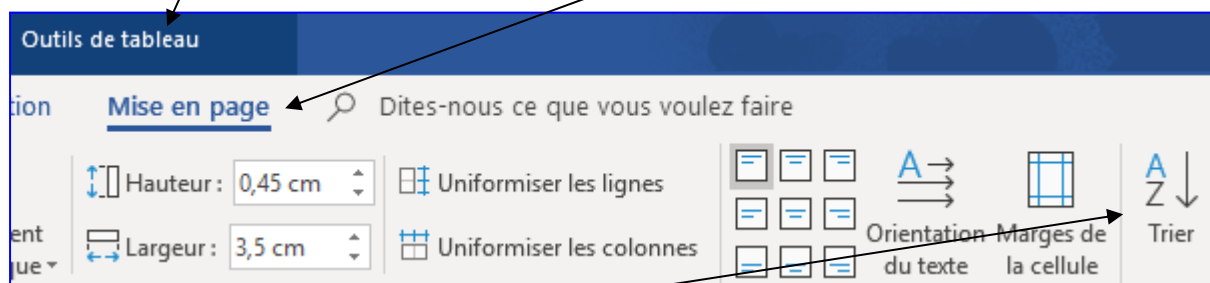 Outils de tableau
tion Mise en page Dites-nous ce que vous voulez faire
Hauteur : 0,45 cm Uniformiser les lignes
Largeur : 3,5 cm Uniformiser les colonnes
ent
que
Orientation du texte
Marges de la cellule
A
Z
Trier